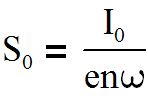 S₀ = I₀ / enω